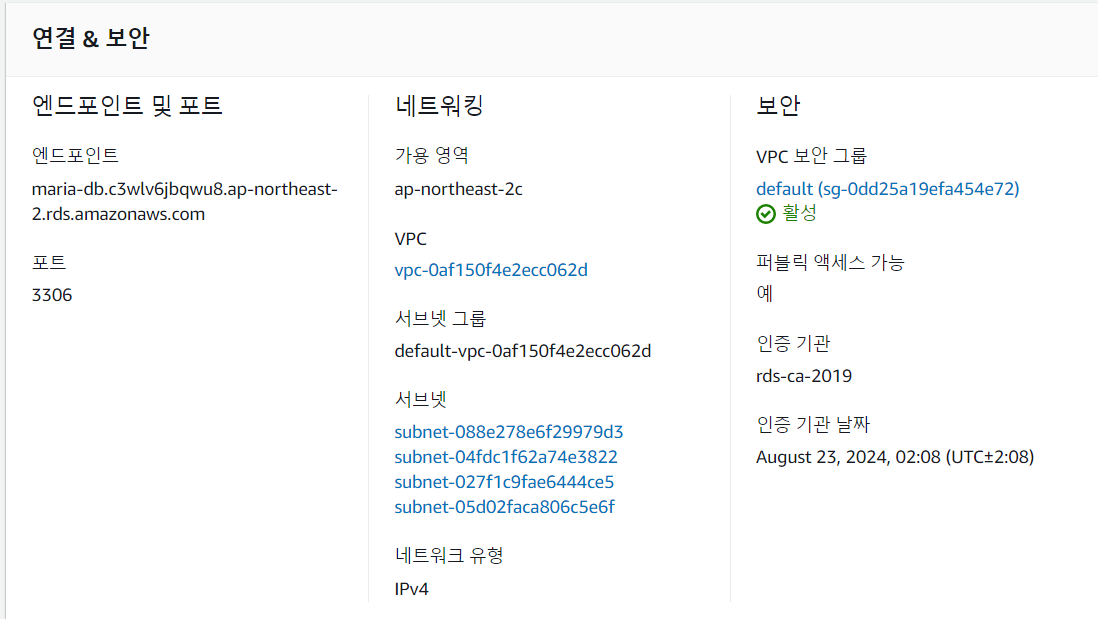 연결 & 보안
엔드포인트 및 포트
엔드포인트
maria-db.c3wlv6jbqwu8.ap-northeast-
2.rds.amazonaws.com
포트
3306
네트워킹
가용 영역
ap-northeast-2c
VPC
vpc-0af150f4e2ecc062d
서브넷 그룹
default-vpc-0af150f4e2ecc062d
서브넷
subnet-088e278e6f29979d3
subnet-04fdc1f62a74e3822
subnet-027f1c9fae6444ce5
subnet-05d02faca806c5e6f
네트워크 유형
IPv4
보안
VPC 보안 그룹
default (sg-0dd25a19efa454e72)
활성
퍼블릭 액세스 가능
예
인증 기관
rds-ca-2019
인증 기관 날짜
August 23, 2024, 02:08 (UTC±2:08)